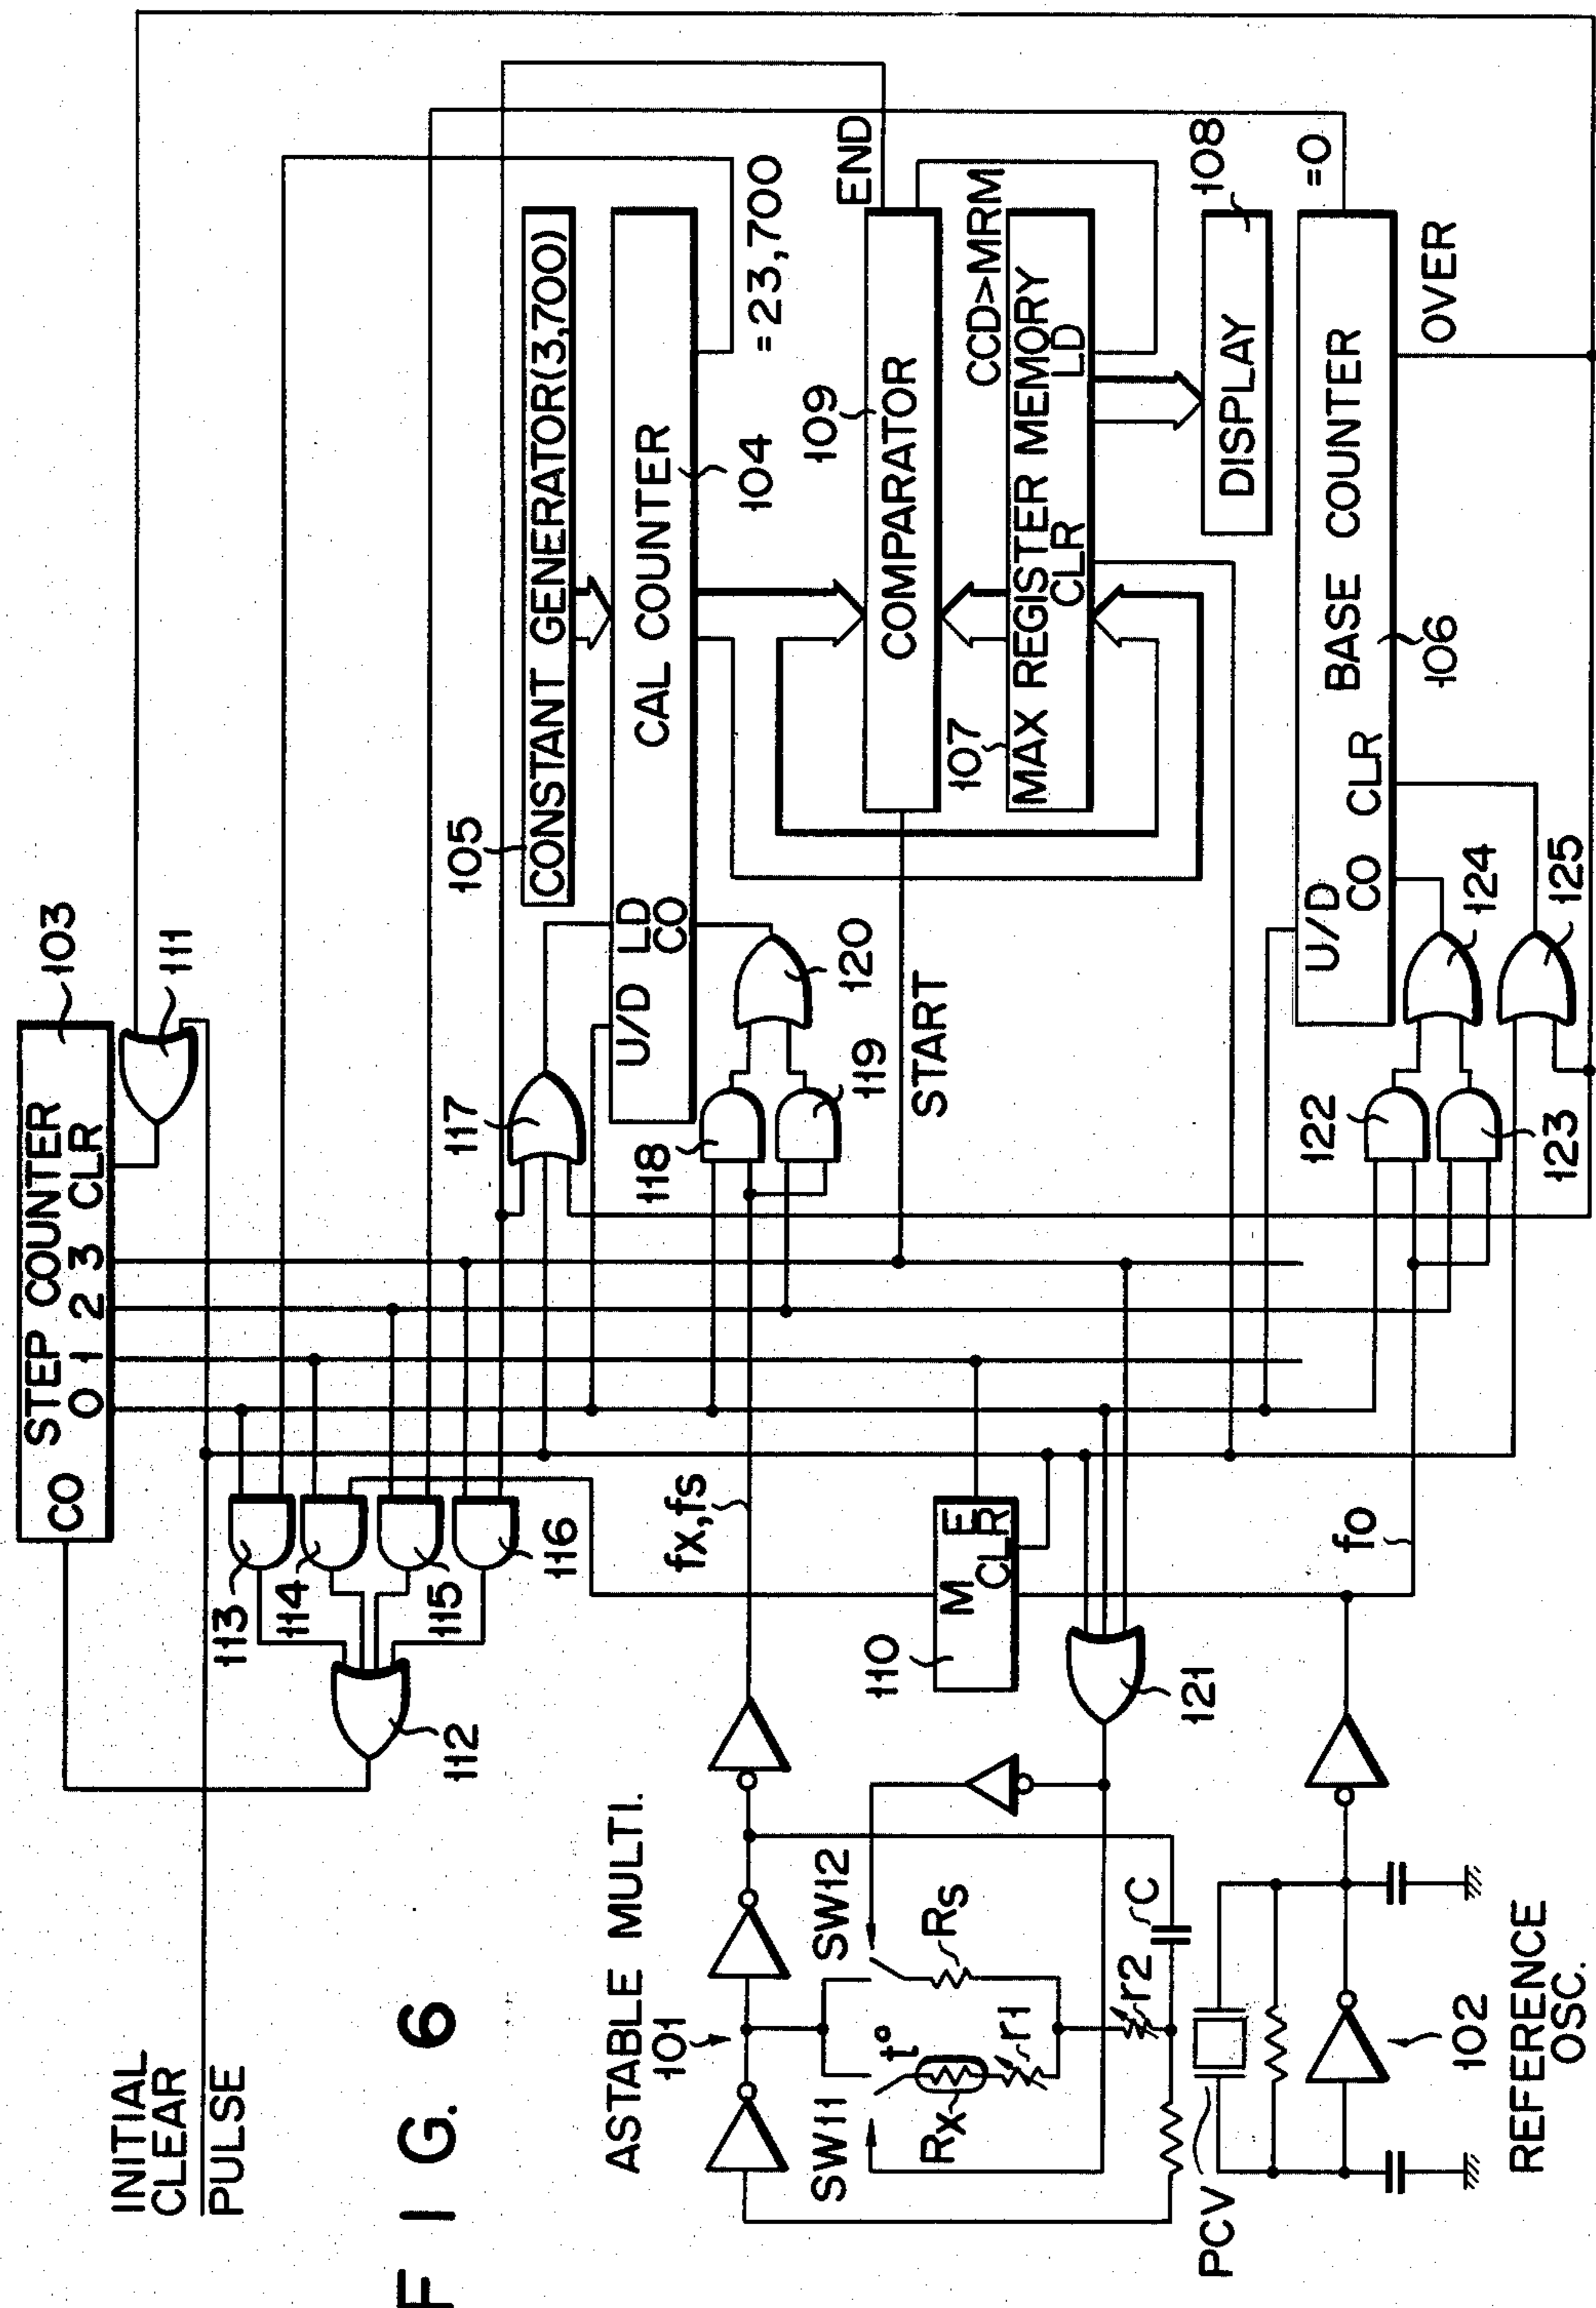 INITIAL
CLEAR
PULSE
F I G. 6
STEP COUNTER
CO 0 1 2 3 CLR
103
111
112
113
114
115
116
117
105
CONSTANT GENERATOR(3,700)
CAL COUNTER
U/D LD
CO
104
=23,700
118
119
120
fx,fs
START
END
109
COMPARATOR
CCD>MRM
107
MAX REGISTER MEMORY
CLR LD
108
DISPLAY
=0
BASE COUNTER
U/D
CO CLR
106
OVER
122
123
124
125
110
M E
CLR
121
fo
ASTABLE MULTI.
101
SW11
SW12
Rx
t°
r1
Rs
r2
C
PCV
102
REFERENCE
OSC.